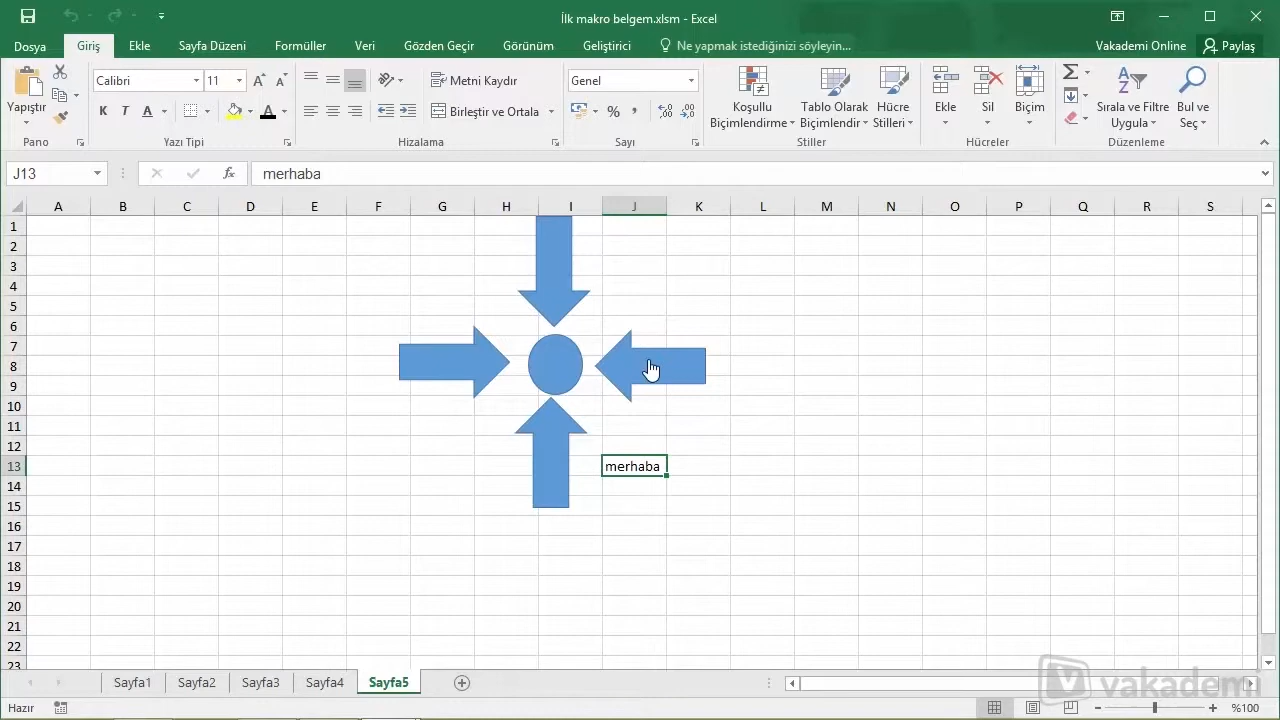 İlk makro belgem.xlsm - Excel
Dosya Giriş Ekle Sayfa Düzeni Formüller Veri Gözden Geçir Görünüm Geliştirici Ne yapmak istediğinizi söyleyin... Vakademi Online Paylaş
Yapıştır
Calibri 11
K T A
A
Pano
Yazı Tipi
Metni Kaydır
Birleştir ve Ortala
Hizalama
Genel
%
Sayı
Koşullu Biçimlendirme
Tablo Olarak Biçimlendir
Hücre Stilleri
Stiller
Ekle Sil Biçim
Hücreler
Sırala ve Filtre Uygula
Bul ve Seç
Düzenleme
J13 fx merhaba
A B C D E F G H I J K L M N O P Q R S
1
2
3
4
5
6
7
8
9
10
11
12
13 merhaba
14
15
16
17
18
19
20
21
22
23
Sayfa1 Sayfa2 Sayfa3 Sayfa4 Sayfa5
vakademi
Hazır %100